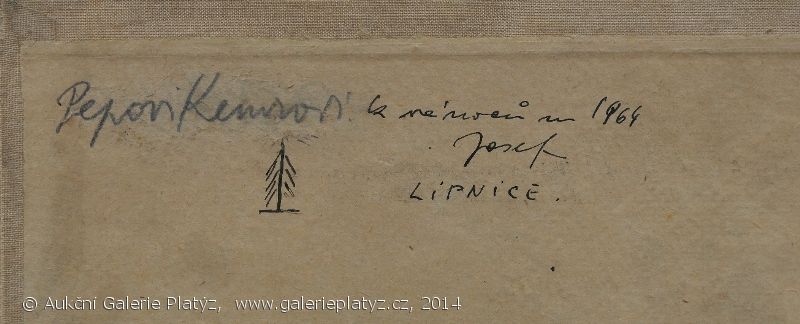 Pepovi Kemrovi k vánocům 1964
Josef
LIPNICE.
© Aukční Galerie Platýz, www.galerieplatyz.cz, 2014